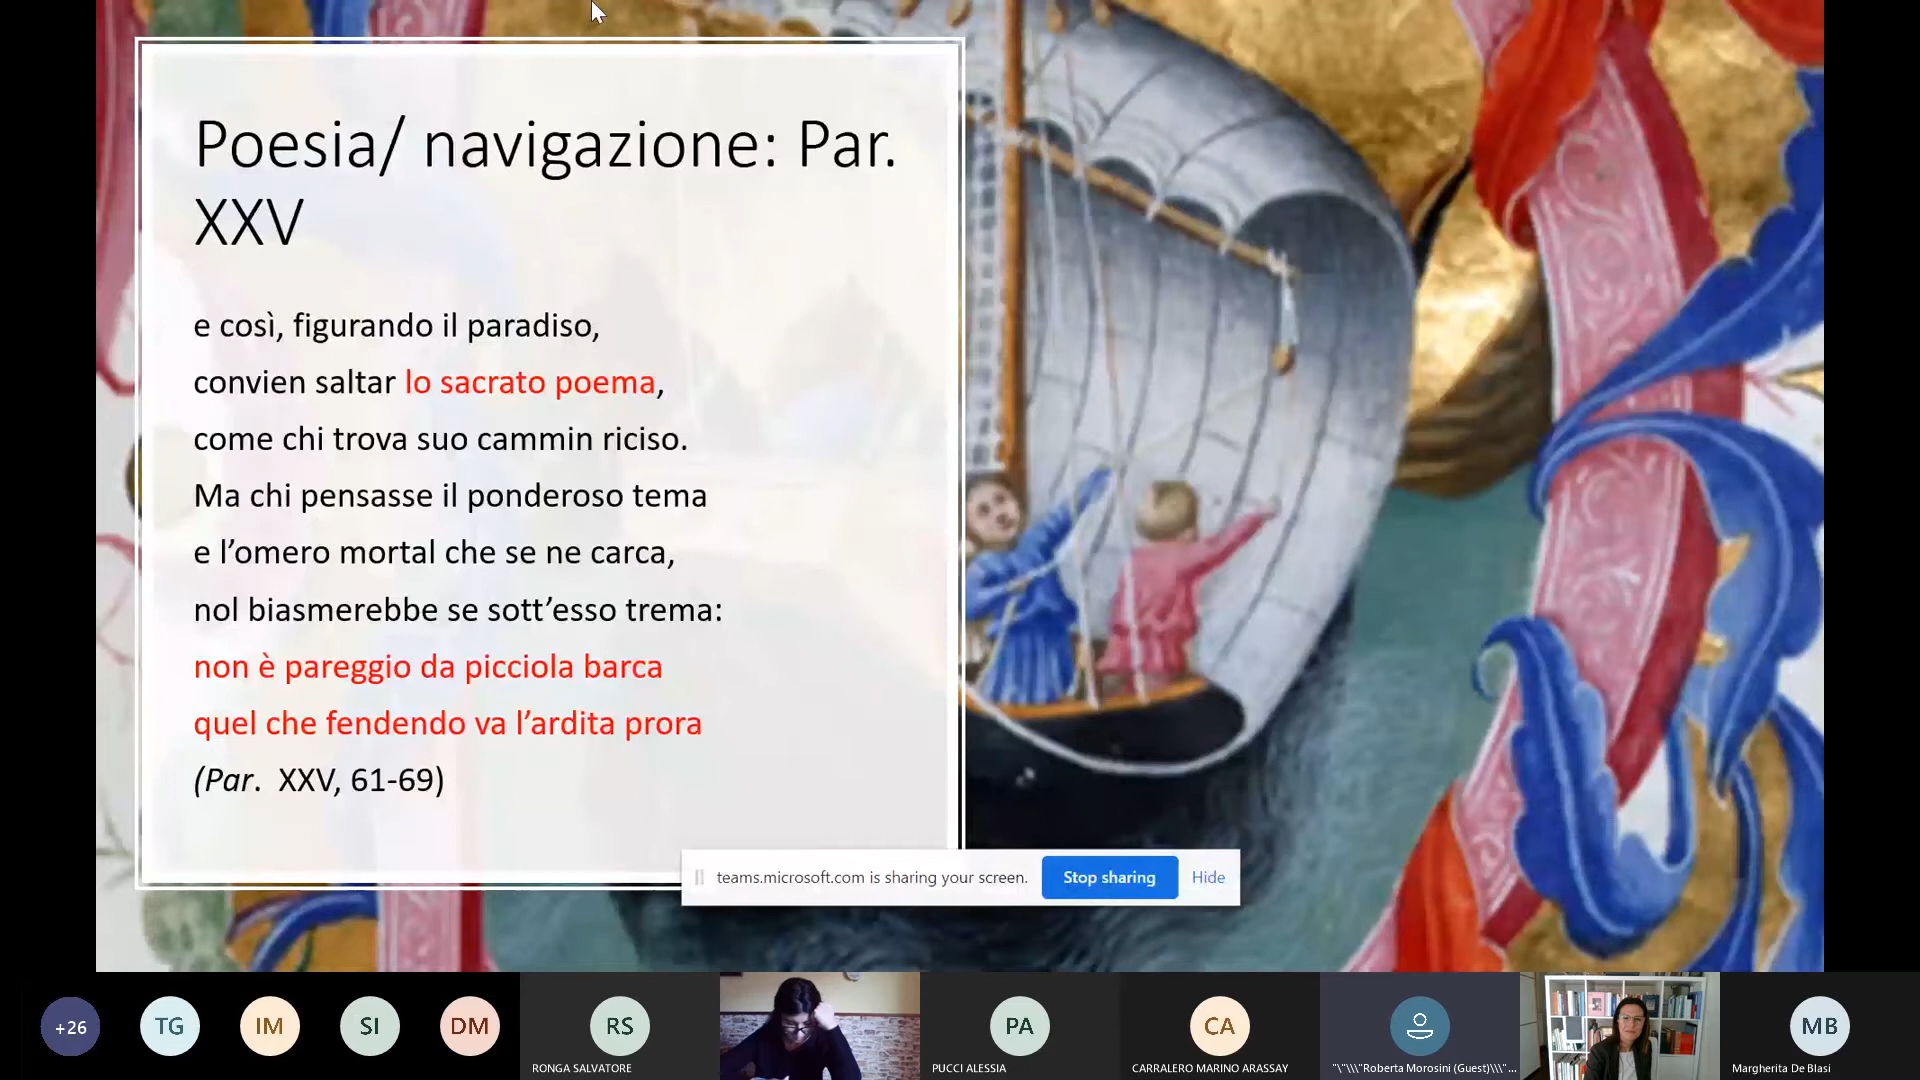 Poesia/ navigazione: Par.
XXV
e così, figurando il paradiso,
convien saltar lo sacrato poema,
come chi trova suo cammin riciso.
Ma chi pensasse il ponderoso tema
e l’omero mortal che se ne carca,
nol biasmerebbe se sott’esso trema:
non è pareggio da picciola barca
quel che fendendo va l’ardita prora
(Par.  XXV, 61-69)
teams.microsoft.com is sharing your screen. Stop sharing Hide
+26 TG IM SI DM RS PA CA MB
RONGA SALVATORE PUCCI ALESSIA CARRALERO MARINO ARASSAY "\"\\\"Roberta Morosini (Guest)\\\"... Margherita De Blasi